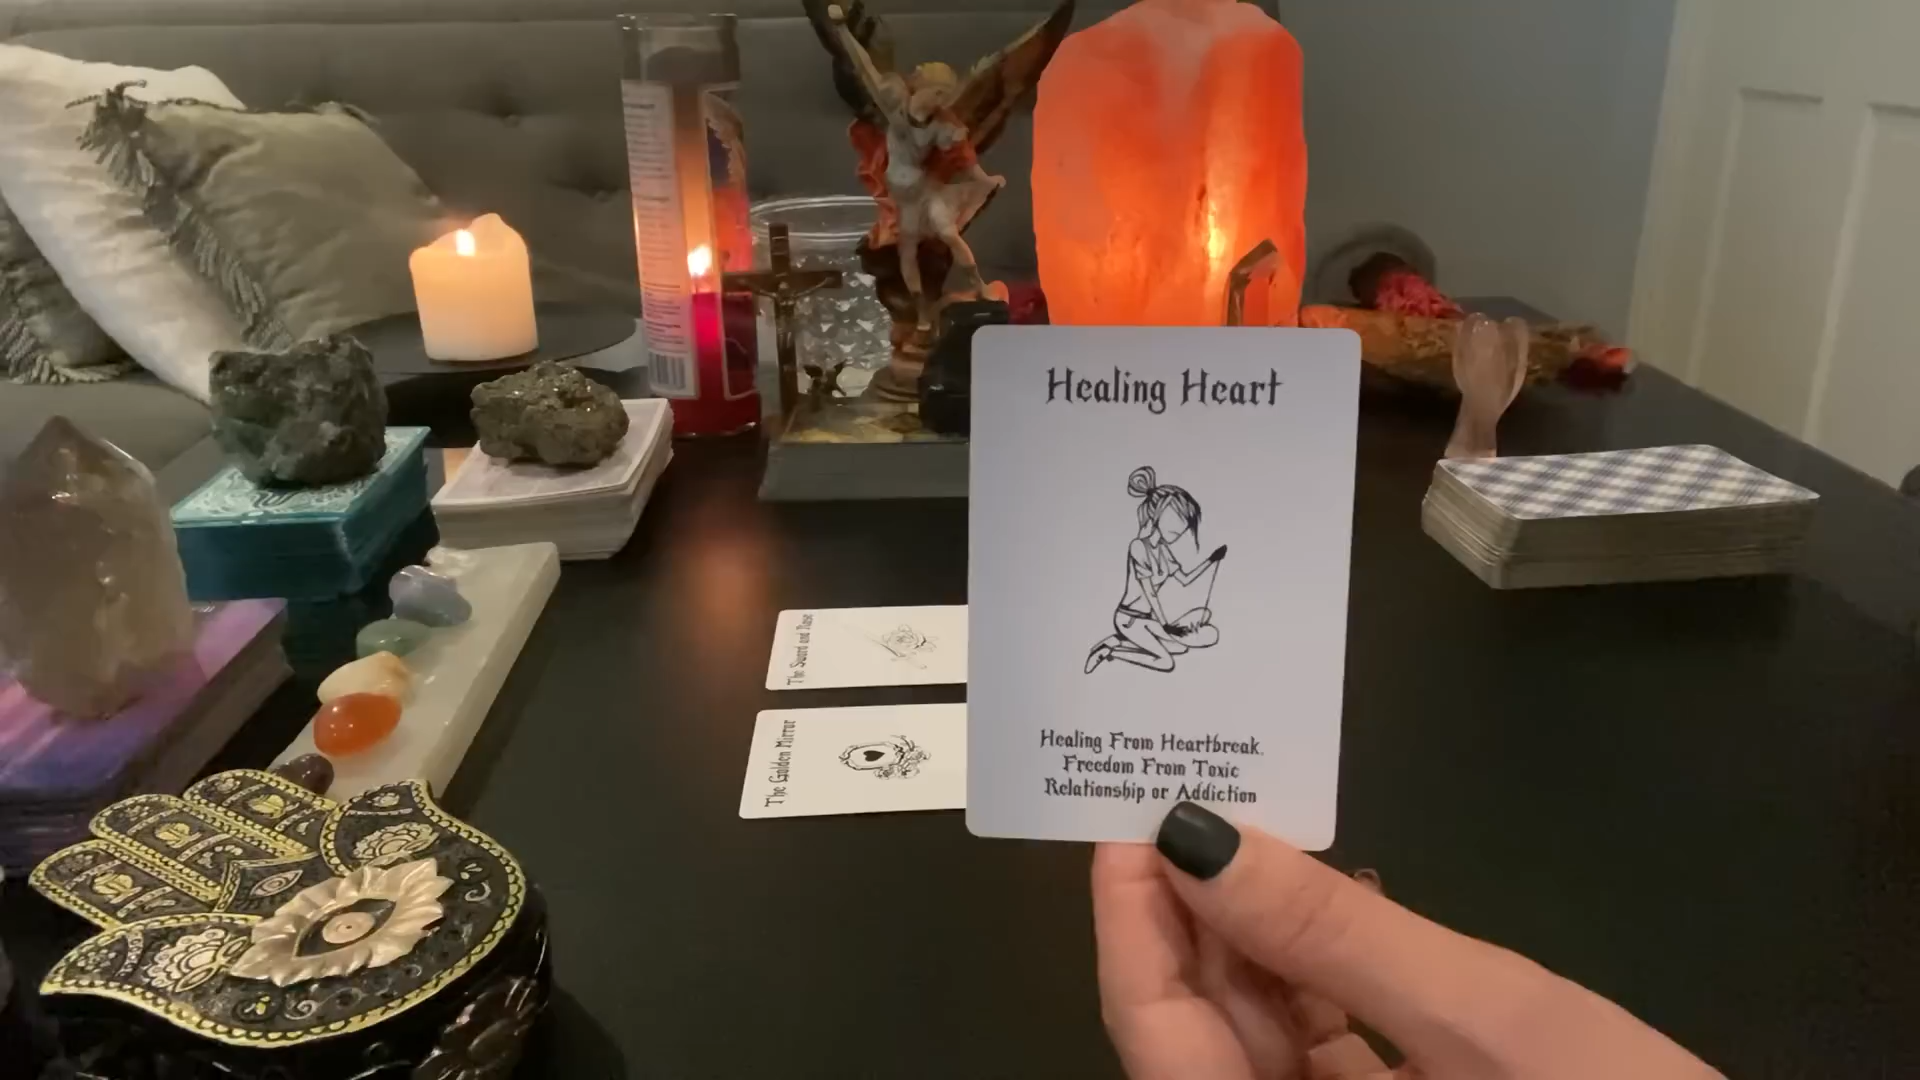 Healing Heart
Healing From Heartbreak.
Freedom From Toxic
Relationship or Addiction
The Sword and Rose
The Golden Mirror